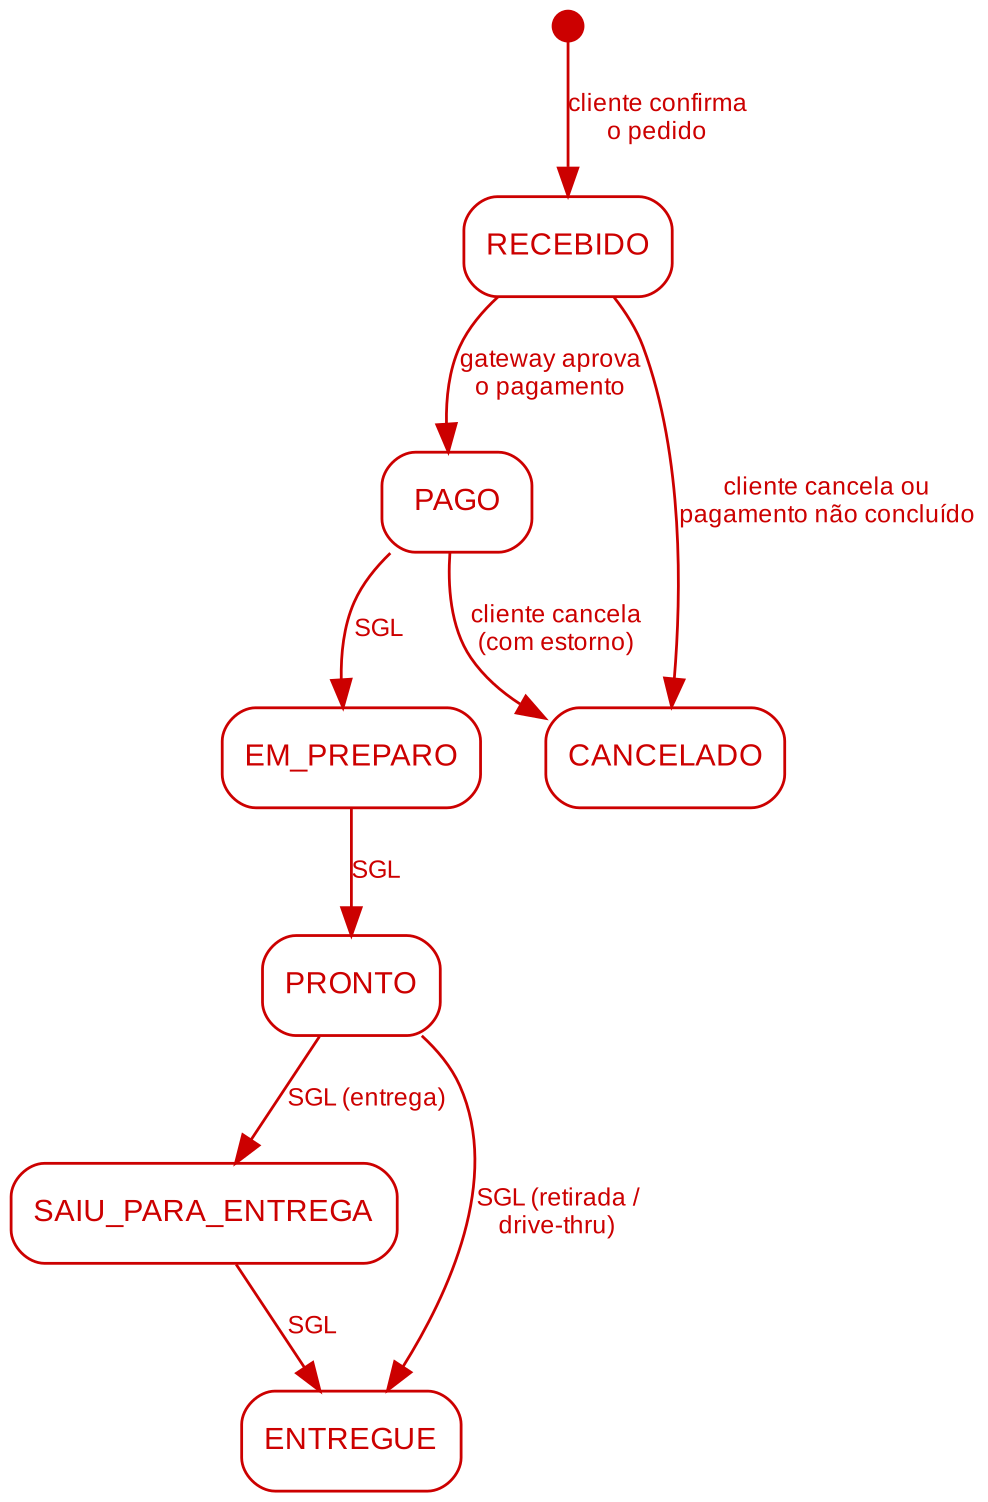 cliente confirma
o pedido
RECEBIDO
gateway aprova
o pagamento
cliente cancela ou
pagamento não concluído
PAGO
SGL
cliente cancela
(com estorno)
EM_PREPARO
CANCELADO
SGL
PRONTO
SGL (entrega)
SGL (retirada /
drive-thru)
SAIU_PARA_ENTREGA
SGL
ENTREGUE